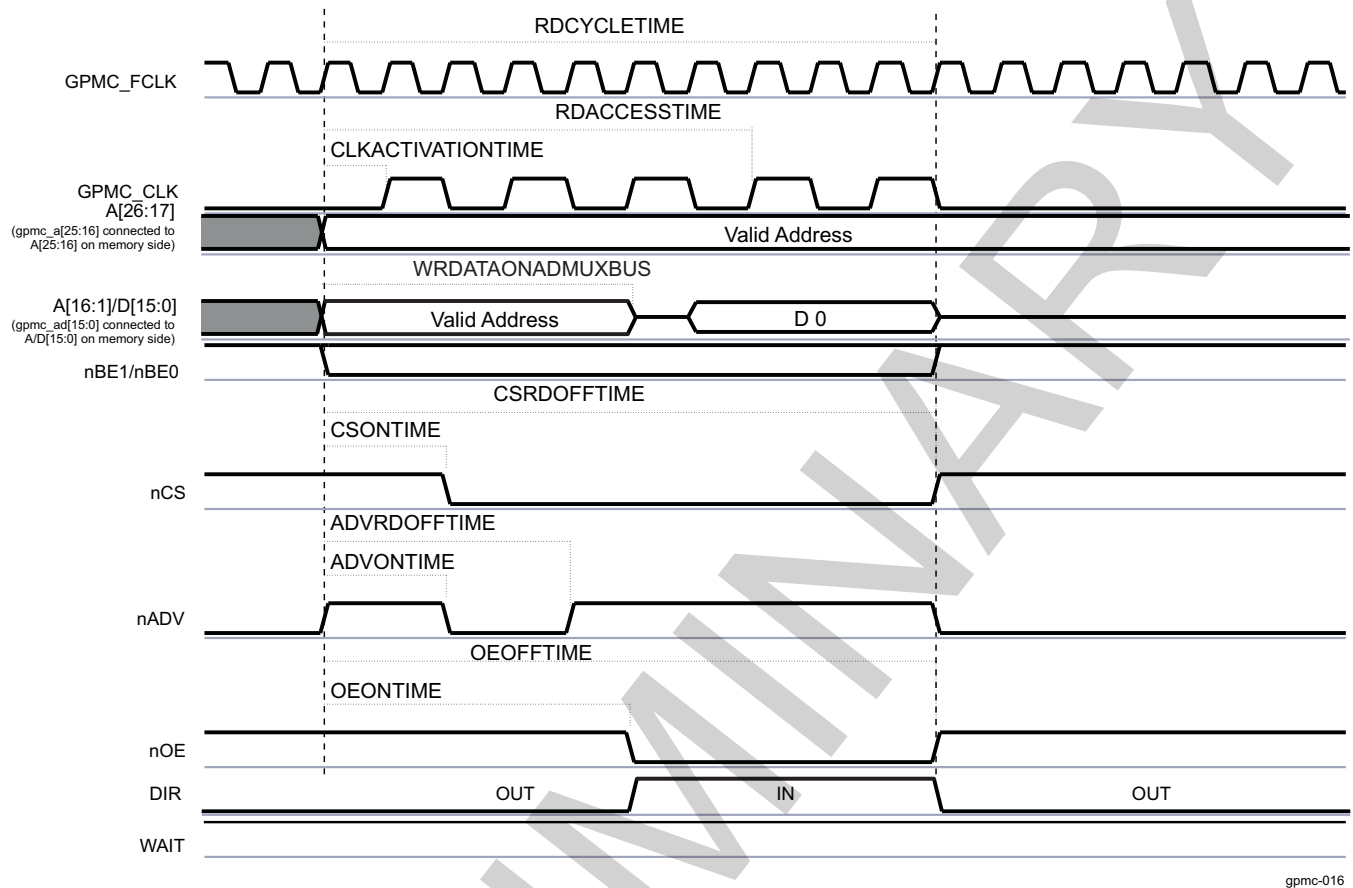 RDCYCLETIME
GPMC_FCLK
RDACCESSTIME
CLKACTIVATIONTIME
GPMC_CLK
A[26:17]
(gpmc_a[25:16] connected to
A[25:16] on memory side)
Valid Address
WRDATAONADMUXBUS
A[16:1]/D[15:0]
(gpmc_ad[15:0] connected to
A/D[15:0] on memory side)
Valid Address
D 0
nBE1/nBE0
CSRDOFFTIME
CSONTIME
nCS
ADVRDOFFTIME
ADVONTIME
nADV
OEOFFTIME
OEONTIME
nOE
DIR
OUT
IN
OUT
WAIT
gpmc-016
MINARY